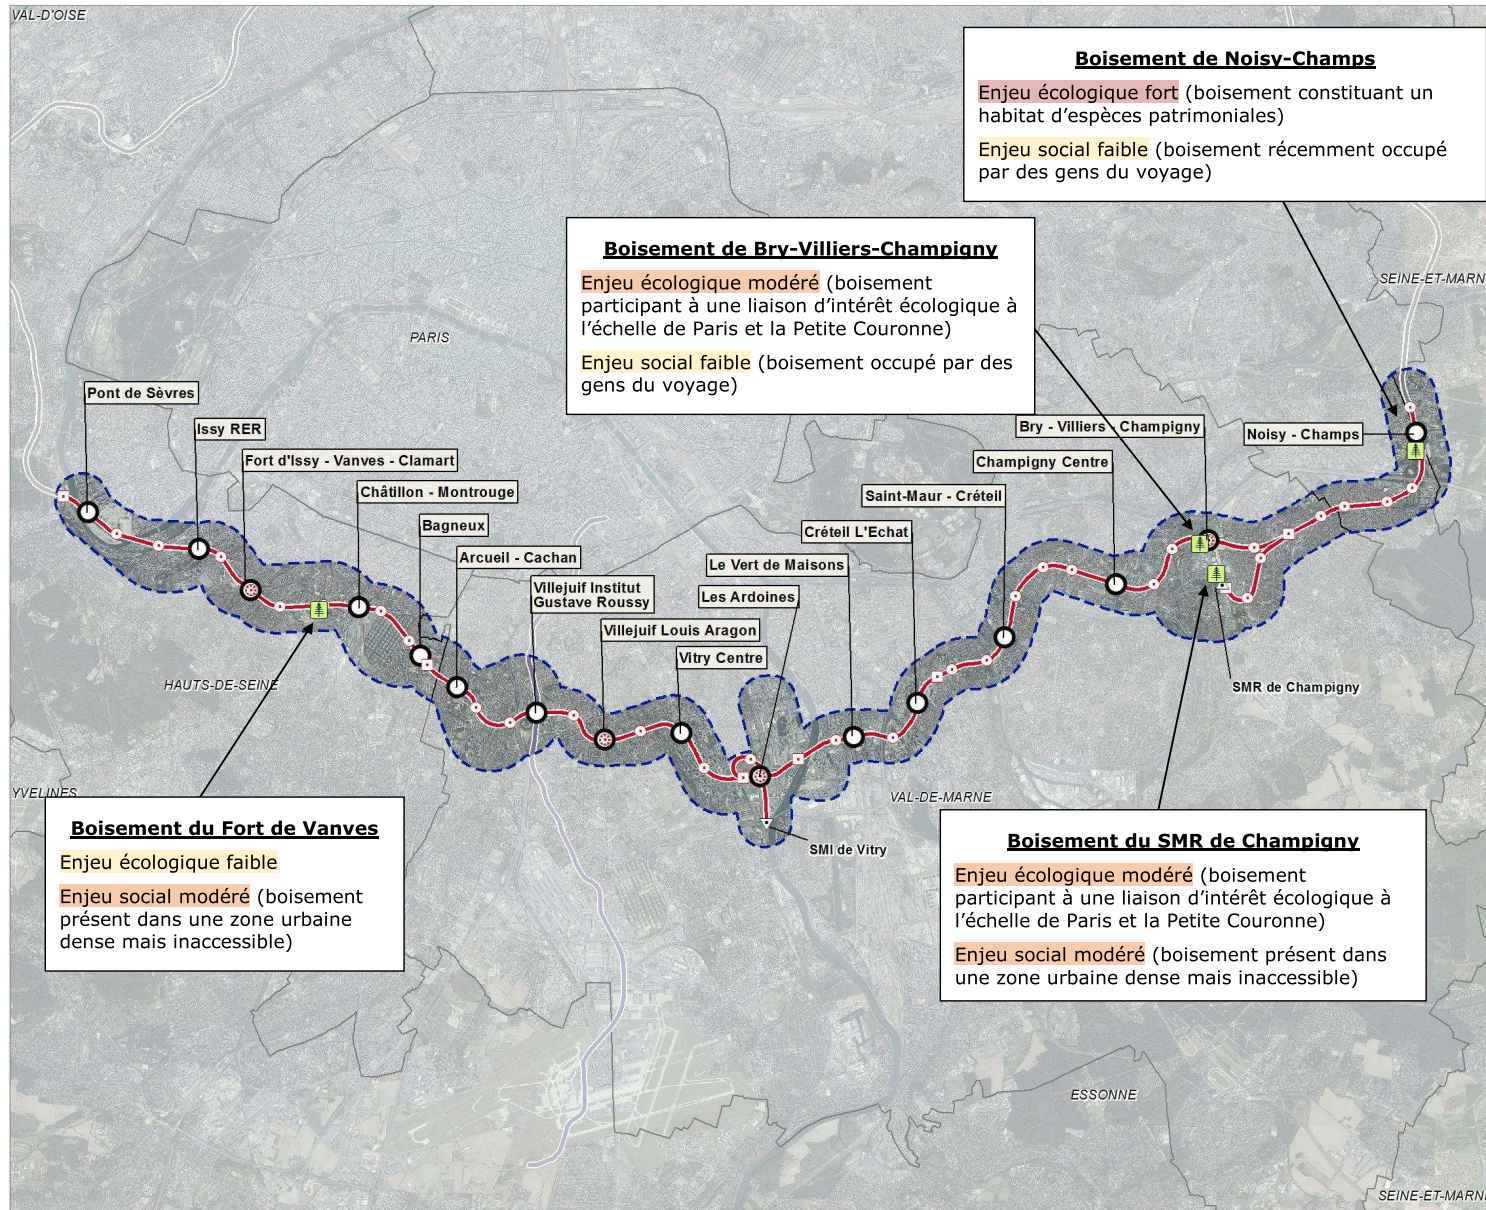 VAL-D'OISE
Boisement de Noisy-Champs
Enjeu écologique fort (boisement constituant un
habitat d'espèces patrimoniales)
Enjeu social faible (boisement récemment occupé
par des gens du voyage)
Boisement de Bry-Villiers-Champigny
Enjeu écologique modéré (boisement
participant à une liaison d'intérêt écologique à
l'échelle de Paris et la Petite Couronne)
Enjeu social faible (boisement occupé par des
gens du voyage)
SEINE-ET-MARN
PARIS
Pont de Sèvres
Issy RER
Fort d'Issy - Vanves - Clamart
Châtillon - Montrouge
Bagneux
Arcueil - Cachan
Villejuif Institut
Gustave Roussy
Villejuif Louis Aragon
Vitry Centre
Les Ardoines
Le Vert de Maisons
Créteil L'Echat
Saint-Maur - Créteil
Champigny Centre
Bry - Villiers - Champigny
Noisy - Champs
HAUTS-DE-SEINE
SMR de Champigny
YVELINES
VAL-DE-MARNE
SMI de Vitry
Boisement du Fort de Vanves
Enjeu écologique faible
Enjeu social modéré (boisement
présent dans une zone urbaine
dense mais inaccessible)
Boisement du SMR de Champigny
Enjeu écologique modéré (boisement
participant à une liaison d'intérêt écologique à
l'échelle de Paris et la Petite Couronne)
Enjeu social modéré (boisement présent dans
une zone urbaine dense mais inaccessible)
ESSONNE
SEINE-ET-MARNE